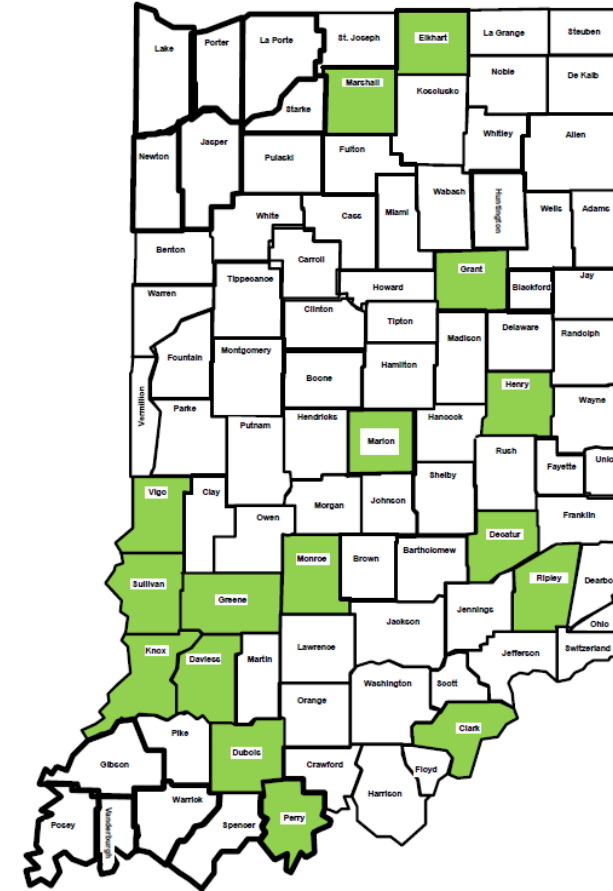 Lake
Porter
La Porte
St. Joseph
Elkhart
La Grange
Steuben
Noble
De Kalb
Marshall
Kosciusko
Starke
Whitley
Allen
Newton
Jasper
Pulaski
Fulton
Wabash
Huntington
Miami
Wells
Adams
White
Cass
Benton
Carroll
Grant
Tippecanoe
Howard
Blackford
Jay
Warren
Clinton
Tipton
Madison
Delaware
Randolph
Fountain
Montgomery
Boone
Hamilton
Henry
Vermillion
Parke
Putnam
Hendricks
Marion
Hancock
Wayne
Rush
Fayette
Unio
Vigo
Clay
Owen
Morgan
Johnson
Shelby
Franklin
Decatur
Sullivan
Greene
Monroe
Brown
Bartholomew
Ripley
Dearbo
Jennings
Jackson
Ohio
Knox
Daviess
Martin
Lawrence
Jefferson
Switzerland
Washington
Scott
Orange
Pike
Clark
Dubois
Gibson
Crawford
Floyd
Harrison
Warrick
Posey
Vanderburgh
Spencer
Perry